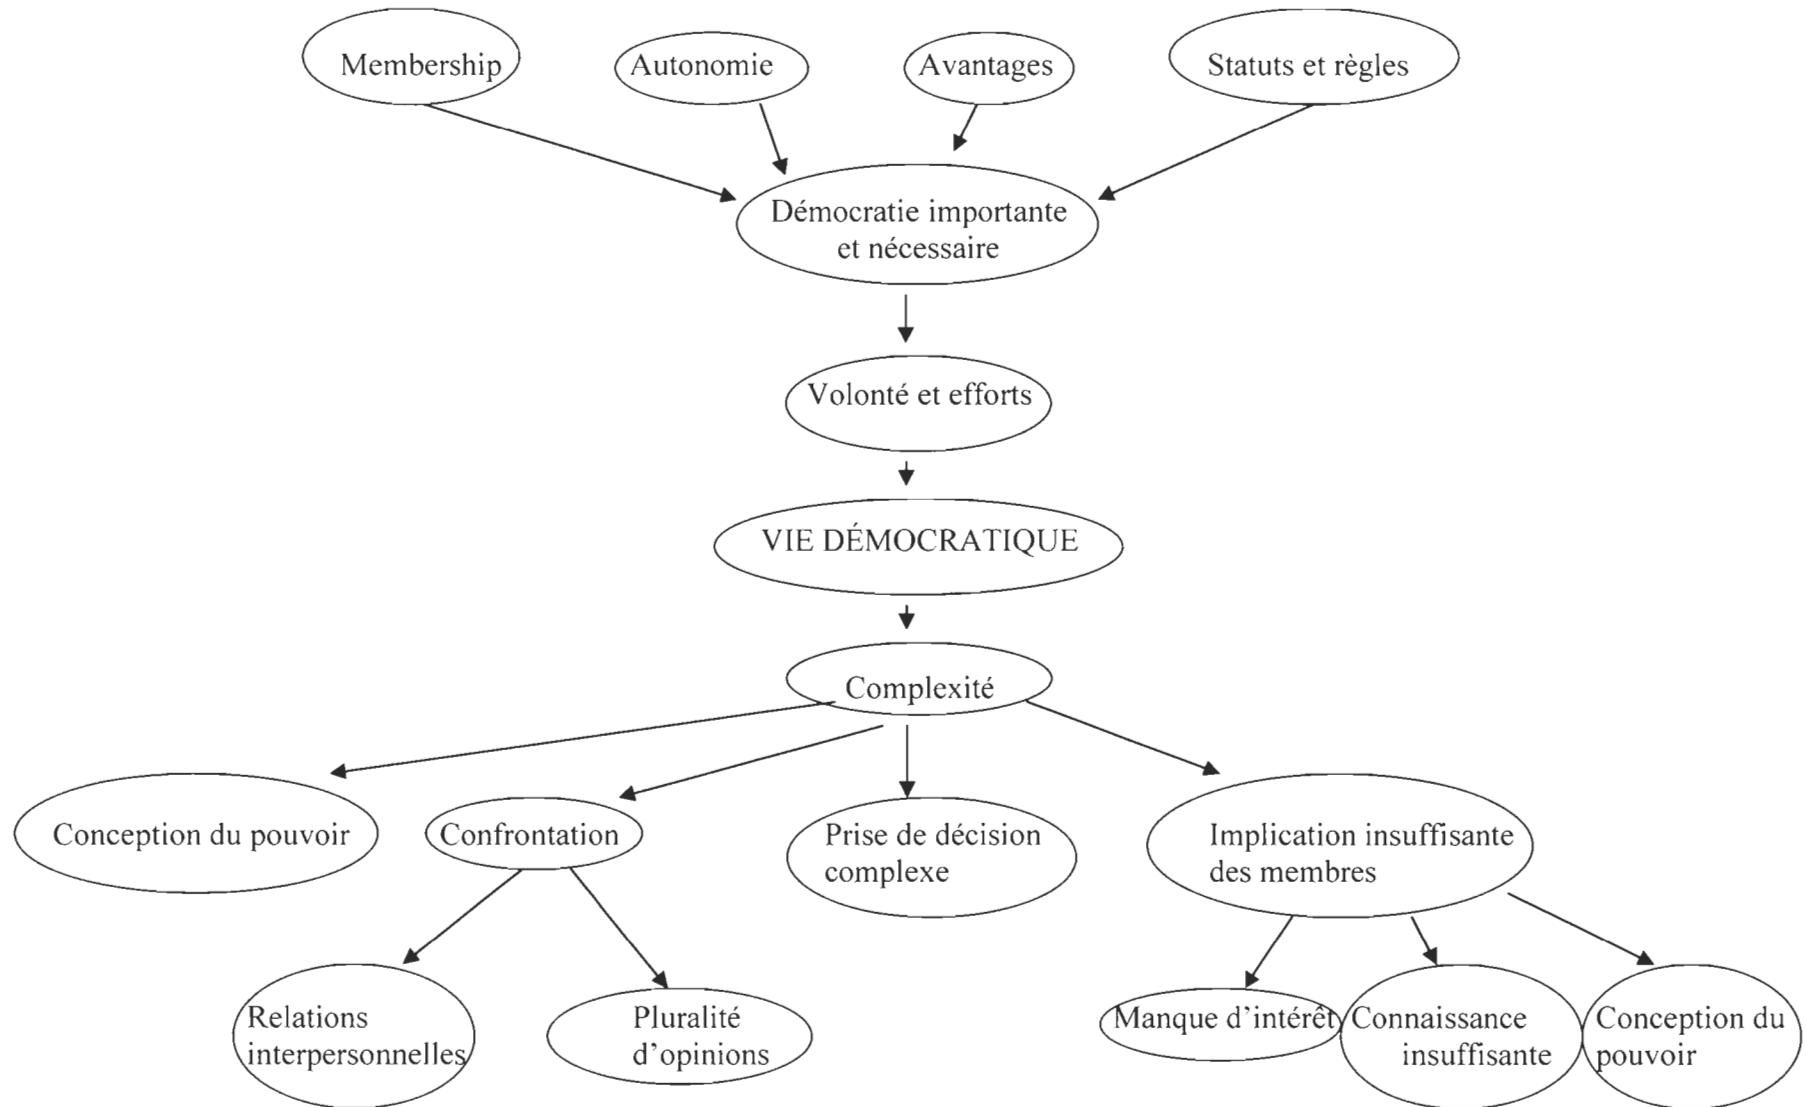 Membership
Autonomie
Avantages
Statuts et règles
Démocratie importante
et nécessaire
Volonté et efforts
VIE DÉMOCRATIQUE
Complexité
Conception du pouvoir
Confrontation
Prise de décision
complexe
Implication insuffisante
des membres
Relations
interpersonnelles
Pluralité
d’opinions
Manque d’intérêt
Connaissance
insuffisante
Conception du
pouvoir